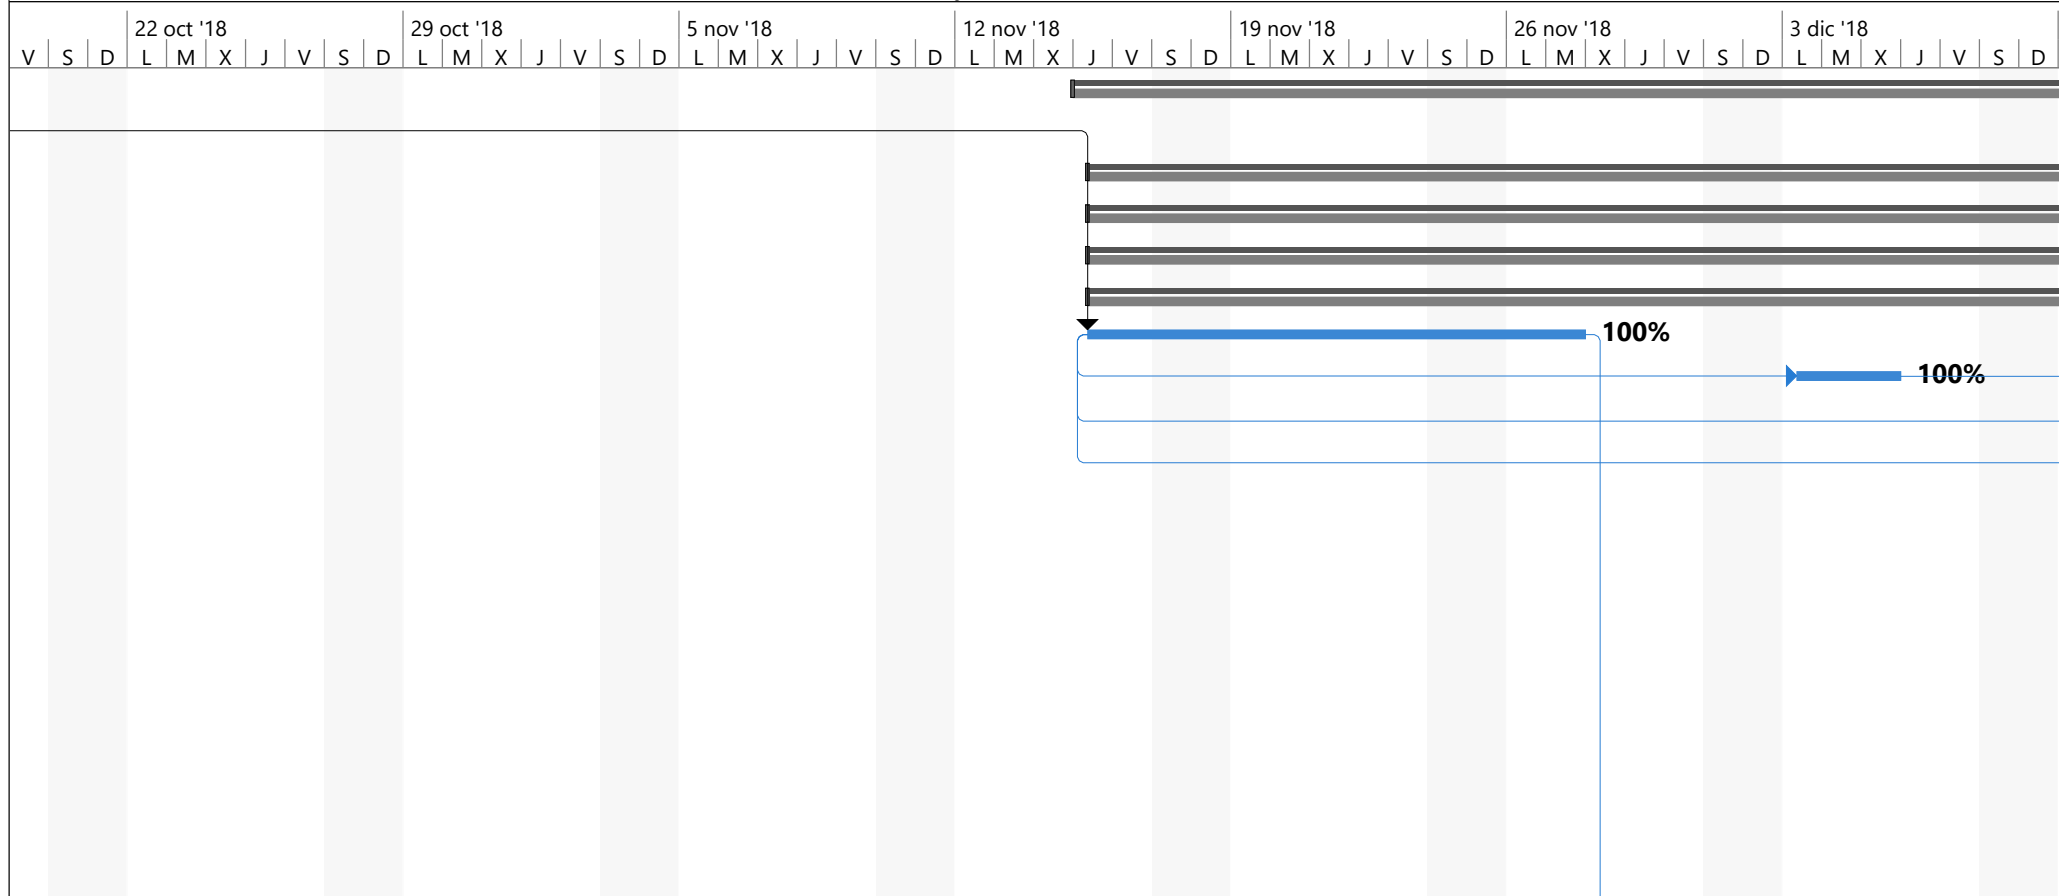 22 oct '18 29 oct '18 5 nov '18 12 nov '18 19 nov '18 26 nov '18 3 dic '18
V S D L M X J V S D L M X J V S D L M X J V S D L M X J V S D L M X J V S D L M X J V S D L M X J V S D
100%
100%